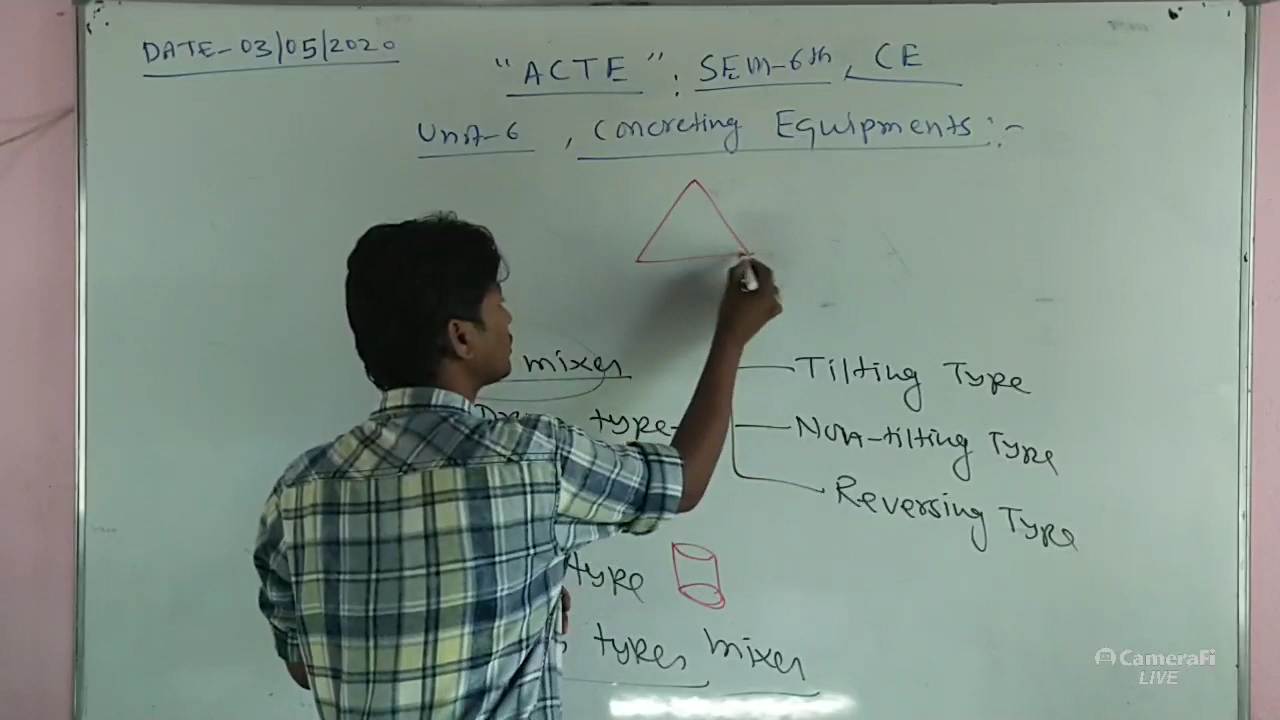 DATE-03/05/2020
"ACTE", SEM-6th, CE
Unit-6, Concreting Equipments :-
mixer
type-
Tilting Type
Non-tilting Type
Reversing Type
type
types mixer
CameraFi
LIVE